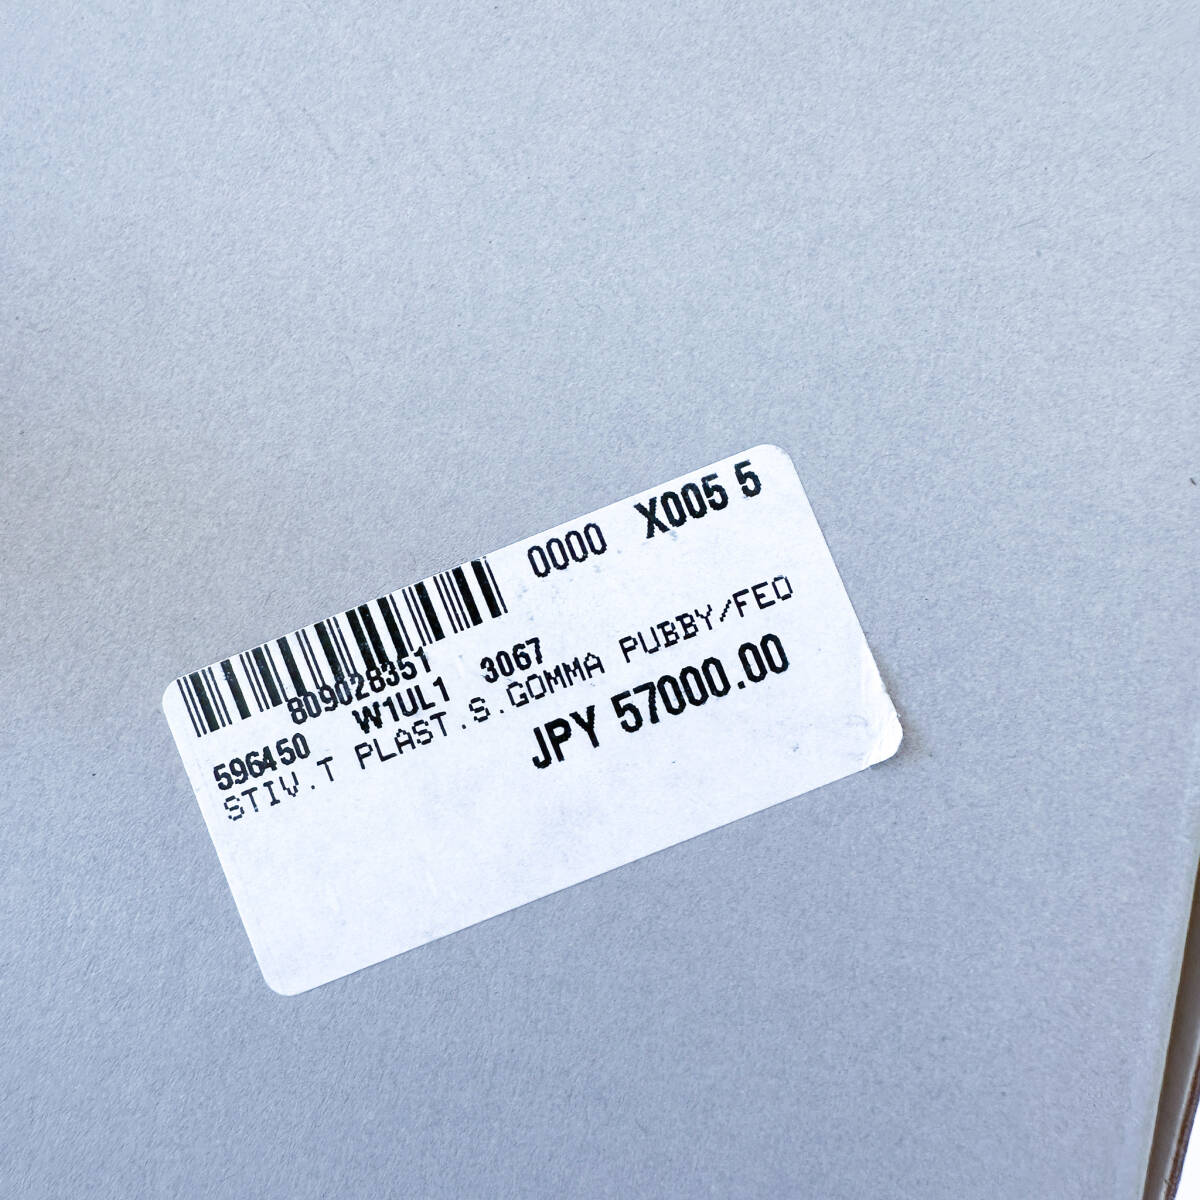 0000 X005 5
809028351
596450 W1UL1 3067
STIV.T PLAST.S.GOMMA PUBBY/FEO
JPY 57000.00